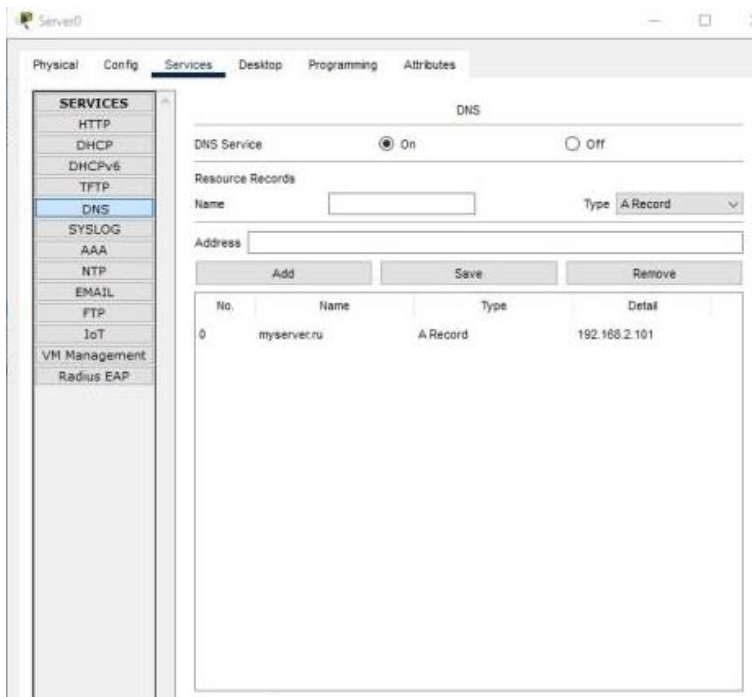 Server0
Physical Config Services Desktop Programming Attributes
SERVICES
HTTP
DHCP
DHCPv6
TFTP
DNS
SYSLOG
AAA
NTP
EMAIL
FTP
IoT
VM Management
Radius EAP
DNS
DNS Service On Off
Resource Records
Name Type A Record
Address
Add Save Remove
No. Name Type Detail
0 myserver.ru A Record 192.168.2.101